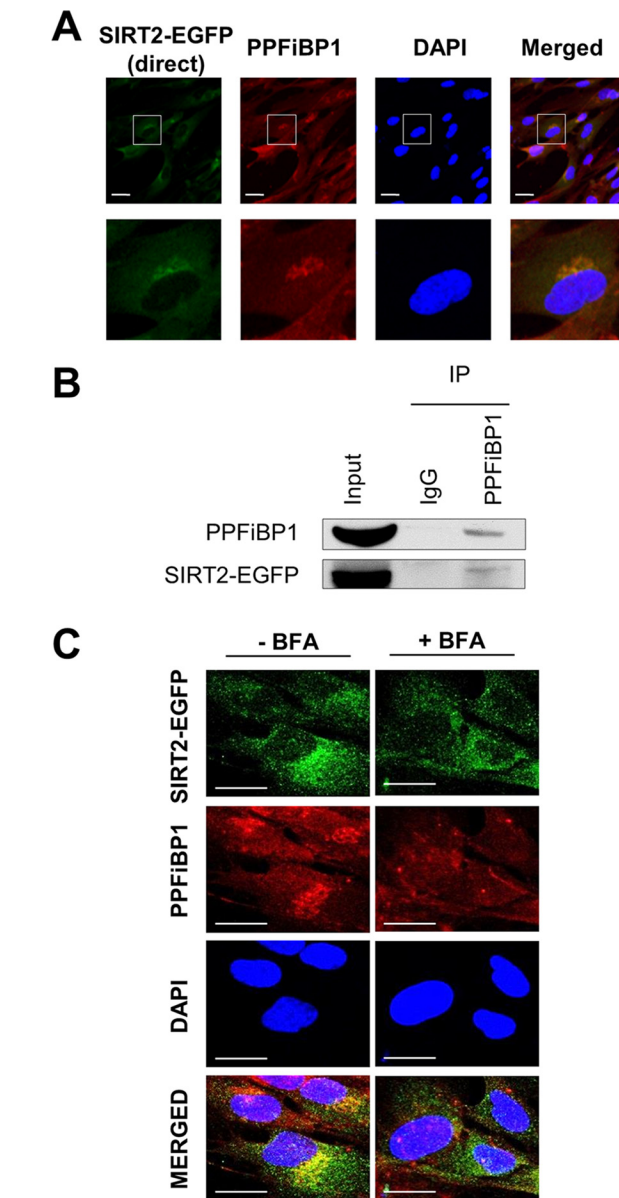 A
SIRT2-EGFP
(direct)
PPFiBP1
DAPI
Merged
B
IP
Input
IgG
PPFiBP1
PPFiBP1
SIRT2-EGFP
C
- BFA
+ BFA
SIRT2-EGFP
PPFiBP1
DAPI
MERGED